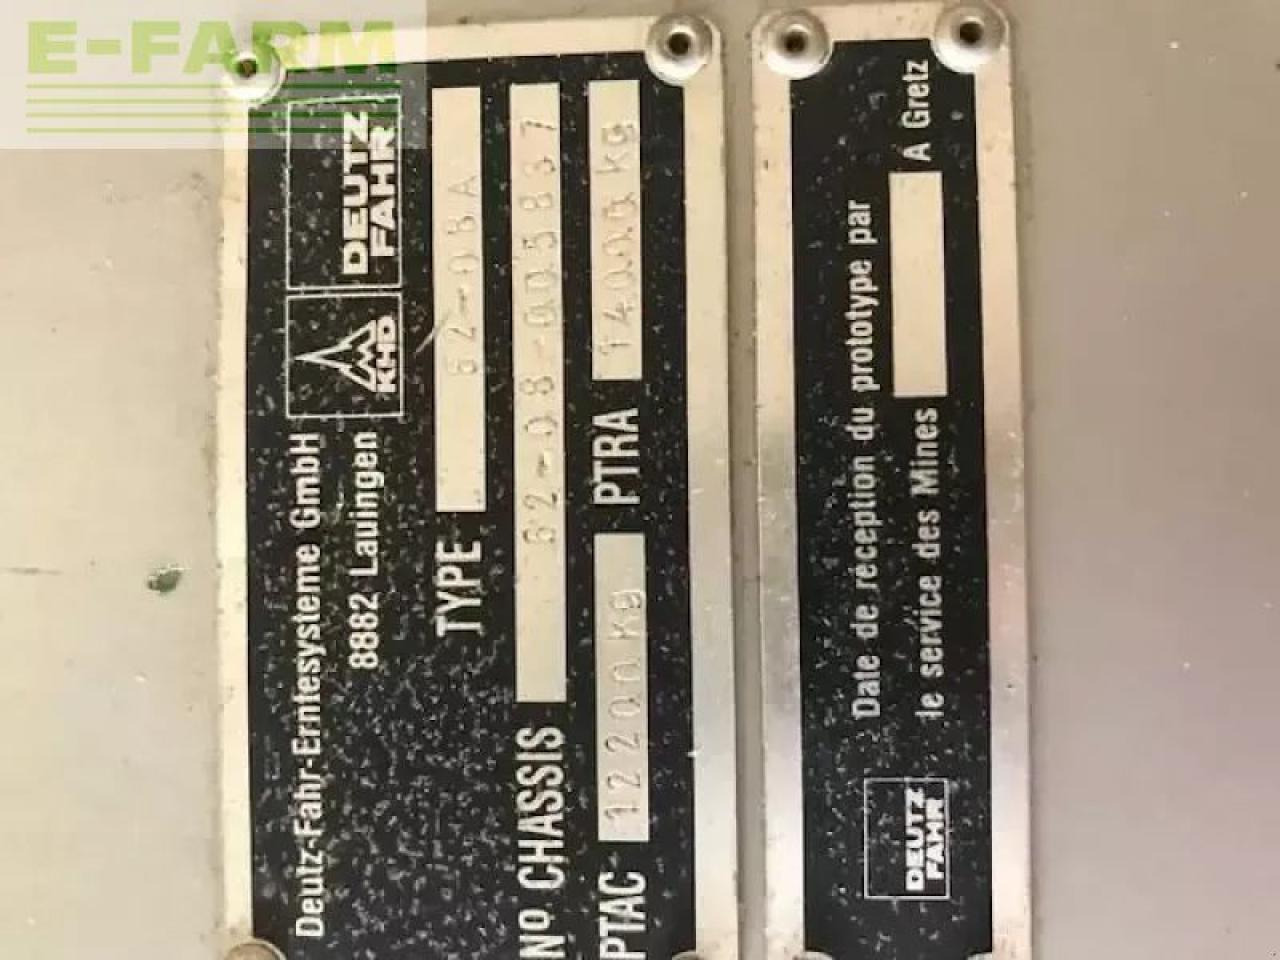 E-FARM
Deutz-Fahr-Erntesysteme GmbH
8882 Lauingen
KHD
DEUTZ
FAHR
TYPE 62-08A
Nº CHASSIS 62-08-005837
PTAC 12200 kg PTRA 14000 kg
DEUTZ
FAHR
Date de réception du prototype par
le service des Mines A Gretz